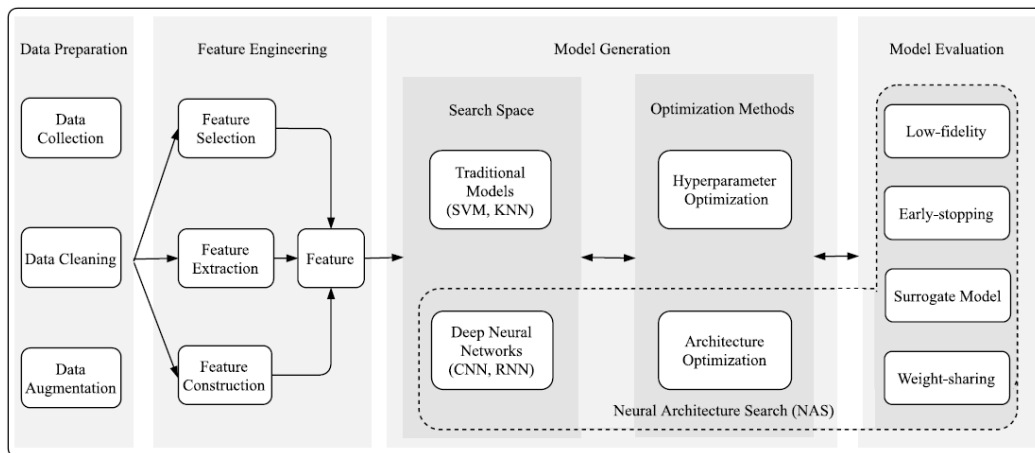 Data Preparation
Feature Engineering
Model Generation
Model Evaluation
Data
Collection
Data Cleaning
Data
Augmentation
Feature
Selection
Feature
Extraction
Feature
Construction
Feature
Search Space
Traditional
Models
(SVM, KNN)
Deep Neural
Networks
(CNN, RNN)
Optimization Methods
Hyperparameter
Optimization
Architecture
Optimization
Neural Architecture Search (NAS)
Low-fidelity
Early-stopping
Surrogate Model
Weight-sharing